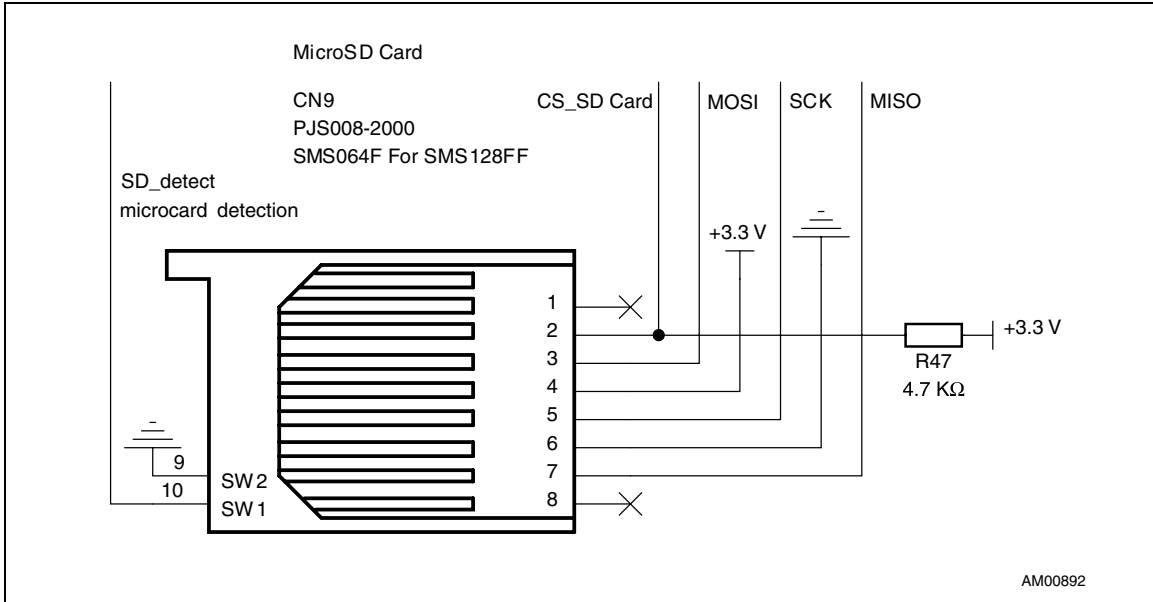 MicroSD Card
CN9
PJS008-2000
SMS064F For SMS128FF
CS_SD Card
MOSI
SCK
MISO
SD_detect
microcard detection
+3.3 V
-
1
2
3
4
5
6
7
8
+3.3 V
R47
4.7 KΩ
-
9
10
SW2
SW1
AM00892